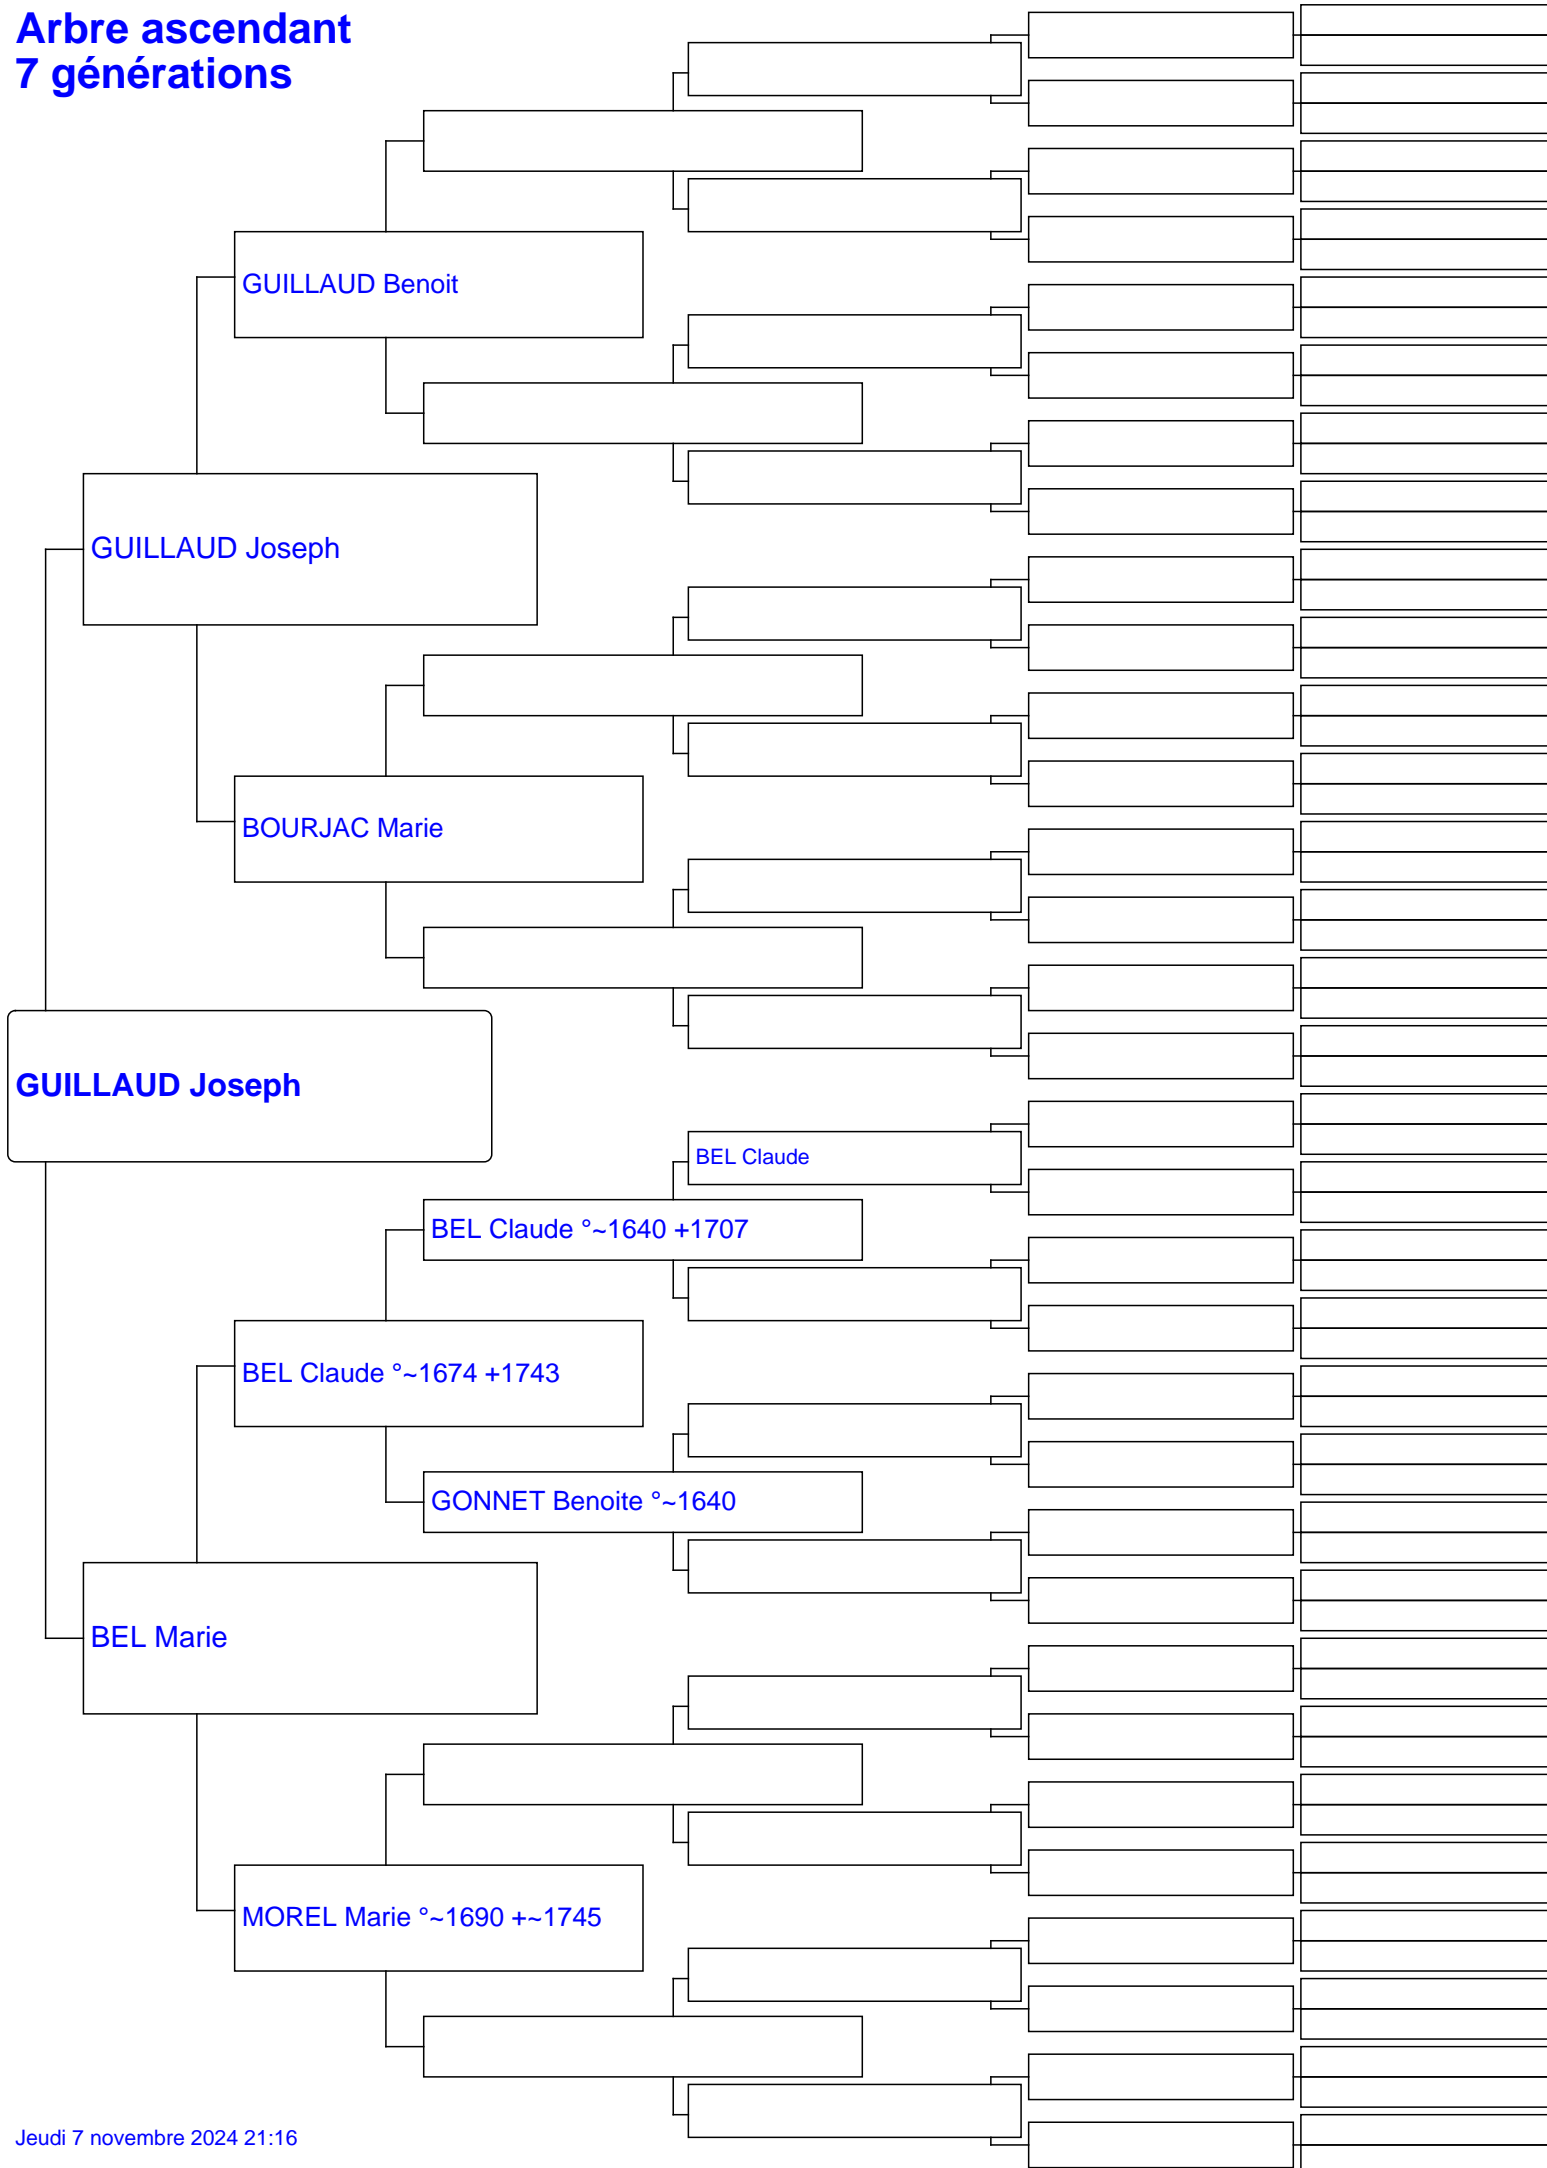 Arbre ascendant
7 générations
GUILLAUD Benoit
GUILLAUD Joseph
BOURJAC Marie
GUILLAUD Joseph
BEL Claude
BEL Claude °~1640 +1707
BEL Claude °~1674 +1743
GONNET Benoite °~1640
BEL Marie
MOREL Marie °~1690 +~1745
Jeudi 7 novembre 2024 21:16